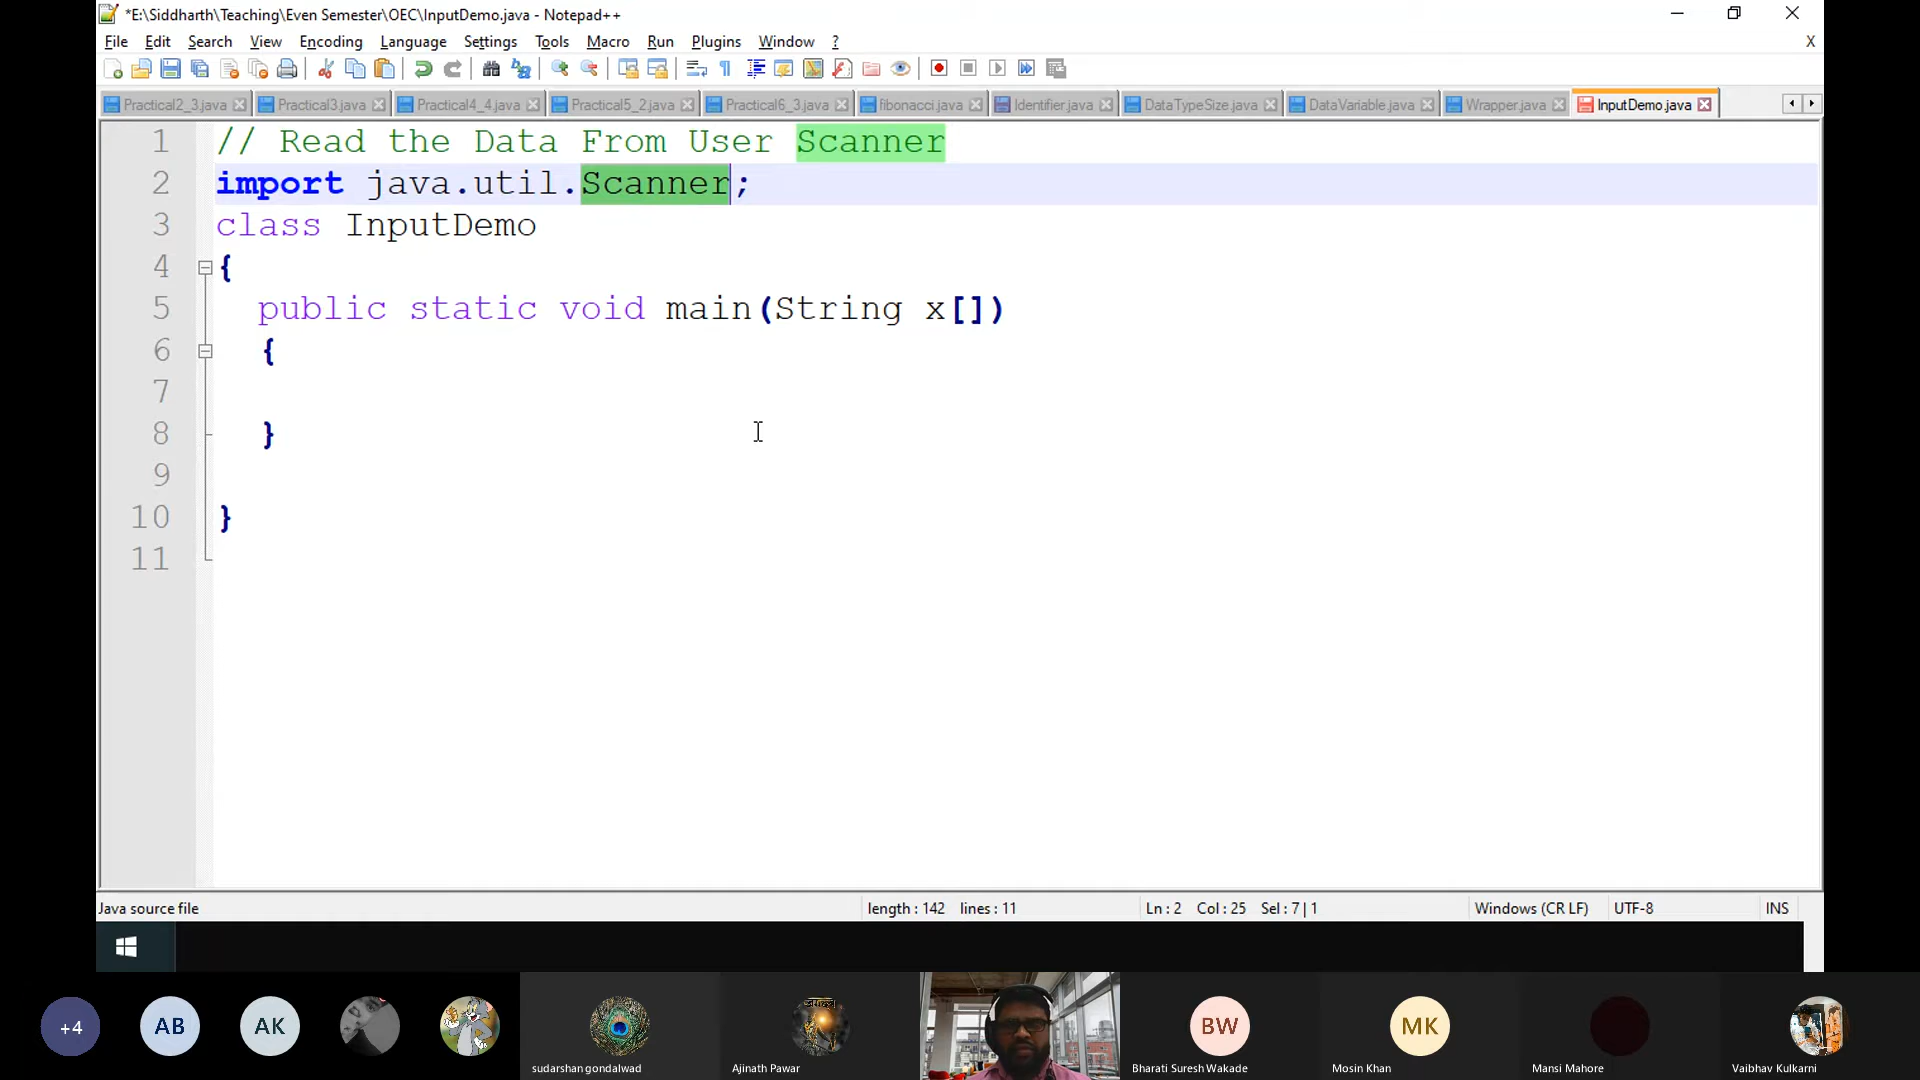 *E:\Siddharth\Teaching\Even Semester\OEC\InputDemo.java - Notepad++
File Edit Search View Encoding Language Settings Tools Macro Run Plugins Window ? X
Practical2_3.java Practical3.java Practical4_4.java Practical5_2.java Practical6_3.java fibonacci.java Identifier.java DataTypeSize.java DataVariable.java Wrapper.java InputDemo.java
1 // Read the Data From User Scanner
2 import java.util.Scanner;
3 class InputDemo
4 {
5 public static void main(String x[])
6 {
7
8 }
9
10 }
11
Java source file length : 142 lines : 11 Ln : 2 Col : 25 Sel : 7 | 1 Windows (CR LF) UTF-8 INS
+4 AB AK BW MK
sudarshan gondalwad Ajinath Pawar Bharati Suresh Wakade Mosin Khan Mansi Mahore Vaibhav Kulkarni